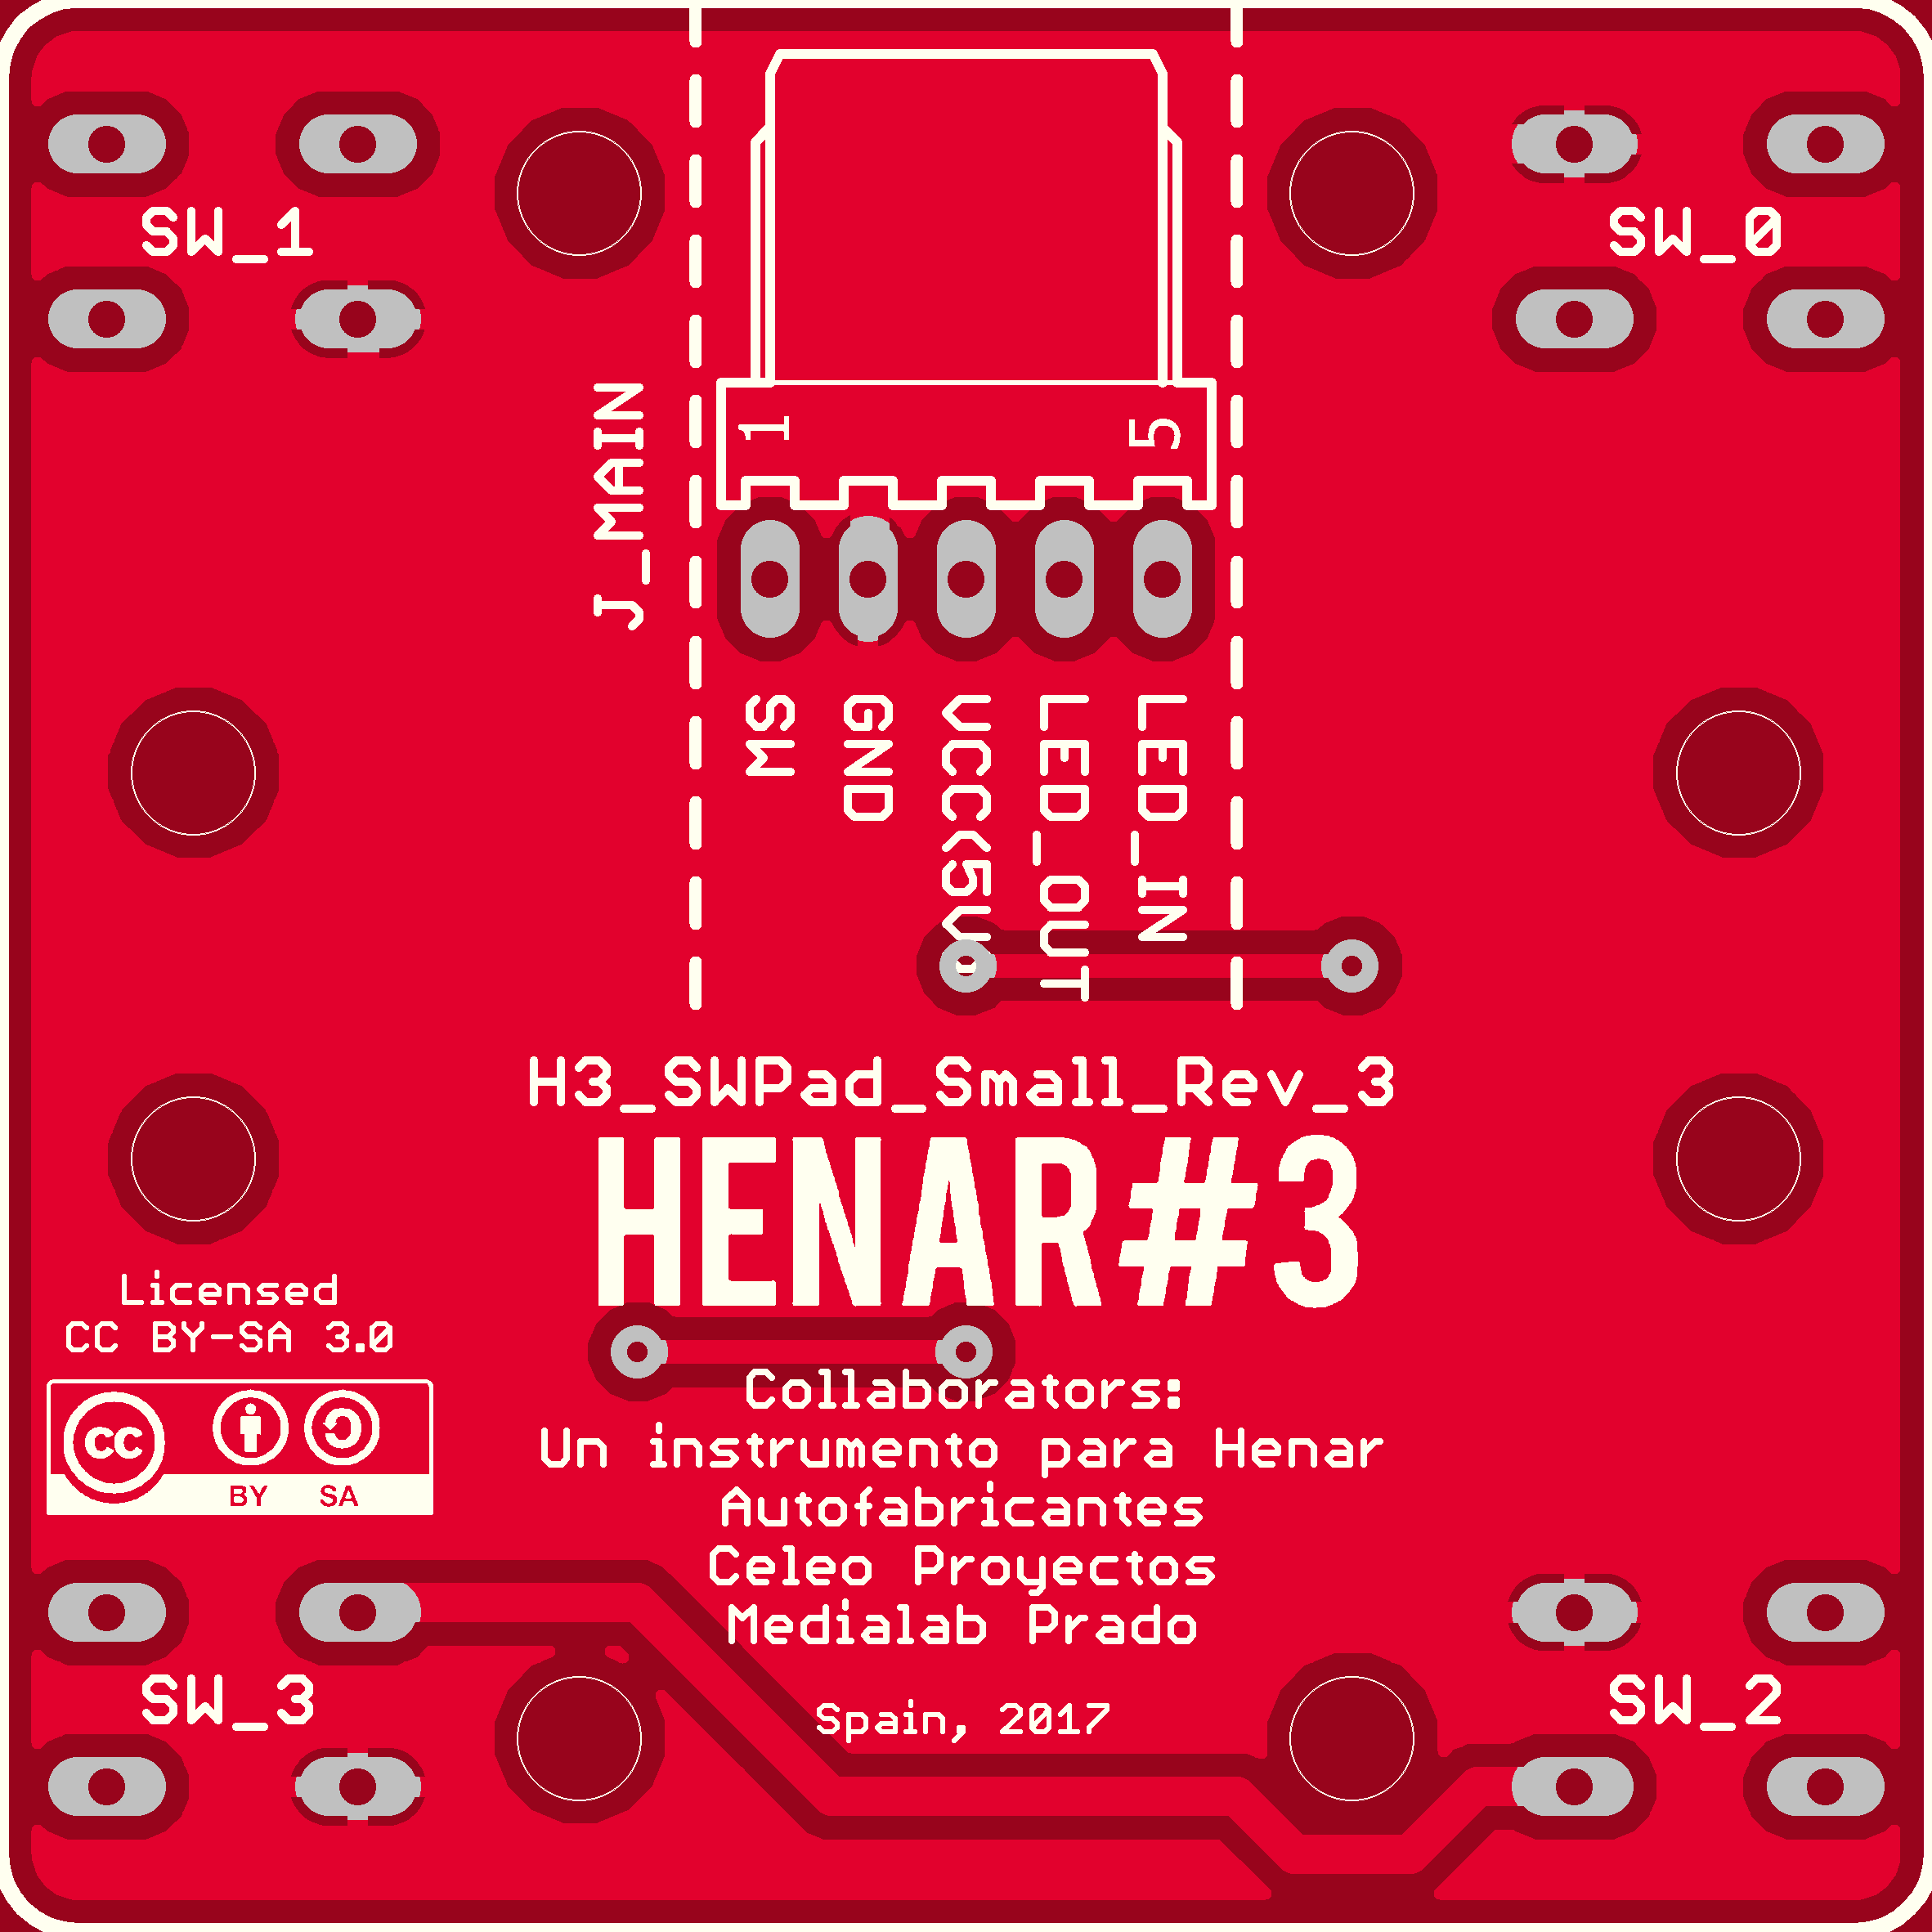 SW_1
SW_0
J_MAIN
1
5
MS
GND
VCC(5V)
LED_OUT
LED_IN
H3_SWPad_Small_Rev_3
HENAR#3
Licensed
CC BY-SA 3.0
cc
BY SA
Collaborators:
Un instrumento para Henar
Autofabricantes
Celeo Proyectos
Medialab Prado
SW_3
SW_2
Spain, 2017